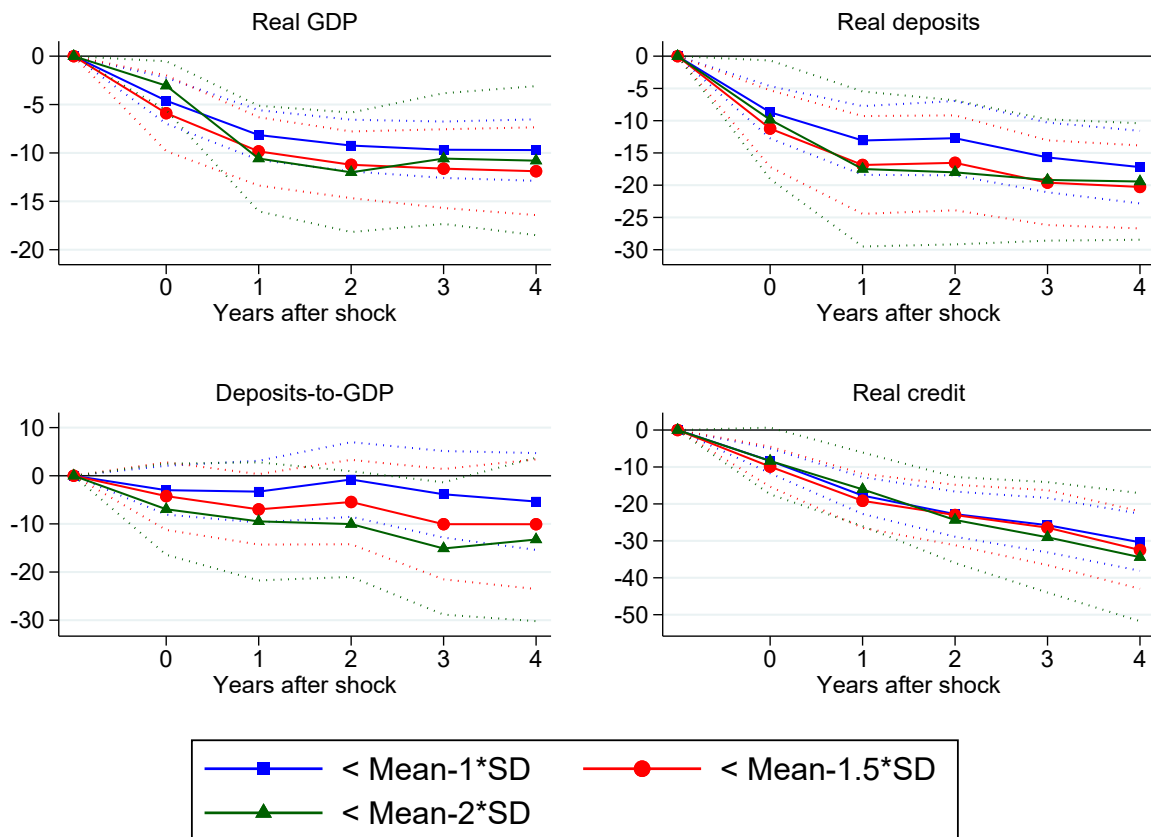 Real GDP
0
-5
-10
-15
-20
0 1 2 3 4
Years after shock
Real deposits
0
-5
-10
-15
-20
-25
-30
0 1 2 3 4
Years after shock
Deposits-to-GDP
10
0
-10
-20
-30
0 1 2 3 4
Years after shock
Real credit
0
-10
-20
-30
-40
-50
0 1 2 3 4
Years after shock
< Mean-1*SD
< Mean-1.5*SD
< Mean-2*SD